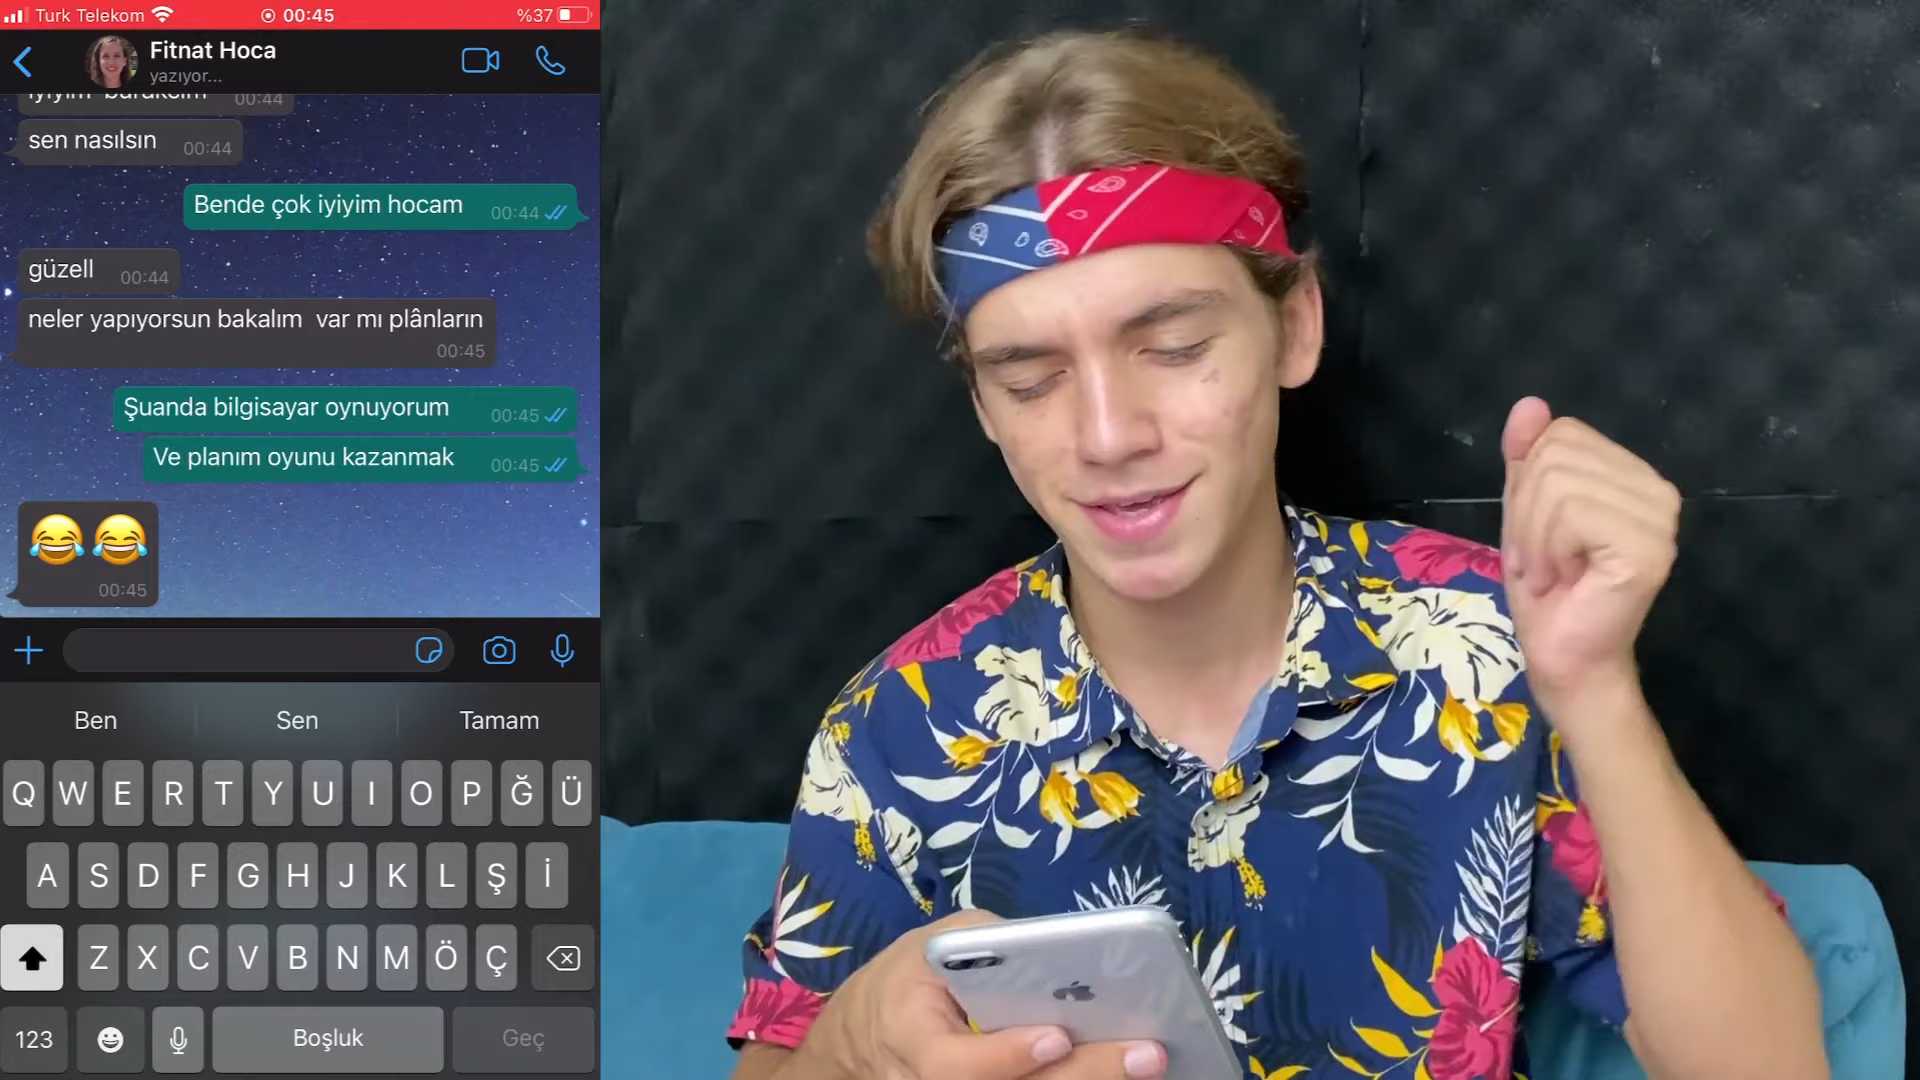 Turk Telekom 00:45 %37
Fitnat Hoca
yazıyor...
00:44
sen nasılsın 00:44
Bende çok iyiyim hocam 00:44
güzell 00:44
neler yapıyorsun bakalım var mı plânların
00:45
Şuanda bilgisayar oynuyorum 00:45
Ve planım oyunu kazanmak 00:45
00:45
Ben Sen Tamam
Q W E R T Y U I O P Ğ Ü
A S D F G H J K L Ş İ
Z X C V B N M Ö Ç
123 Boşluk Geç